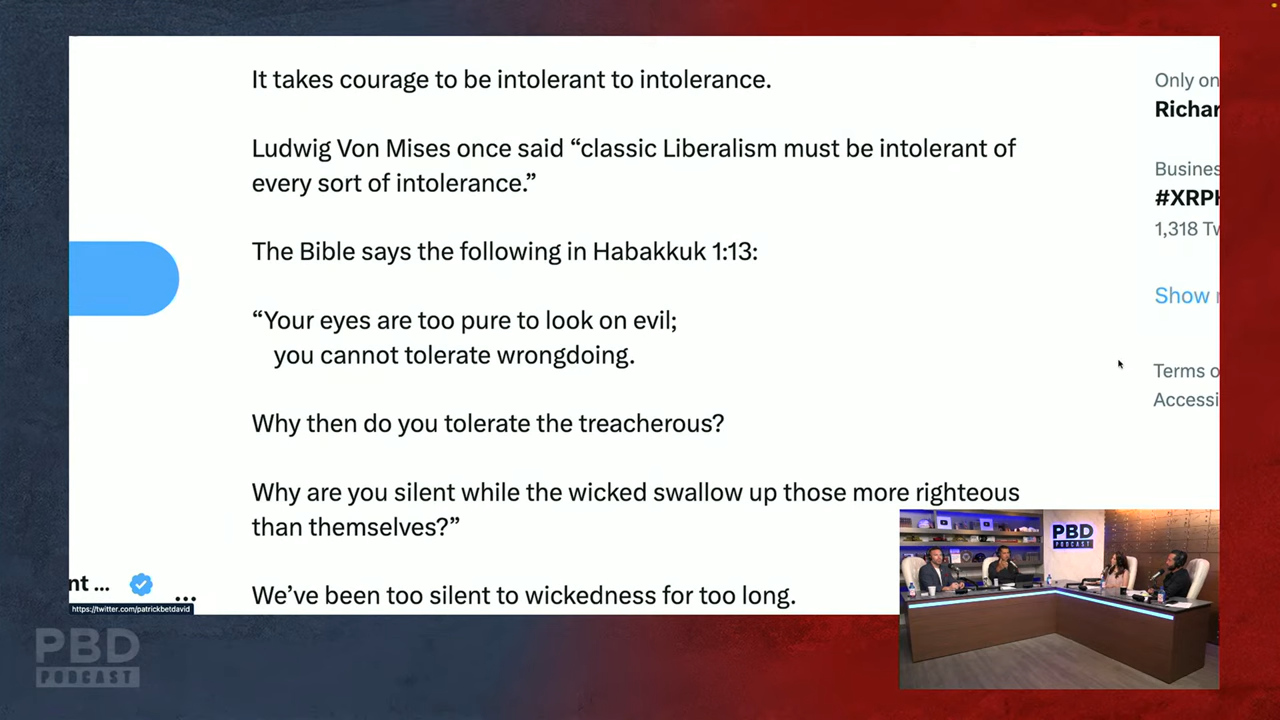 It takes courage to be intolerant to intolerance.
Ludwig Von Mises once said “classic Liberalism must be intolerant of
every sort of intolerance.”
The Bible says the following in Habakkuk 1:13:
“Your eyes are too pure to look on evil;
you cannot tolerate wrongdoing.
Why then do you tolerate the treacherous?
Why are you silent while the wicked swallow up those more righteous
than themselves?”
We’ve been too silent to wickedness for too long.
nt ...
...
https://twitter.com/patrickbetdavid
Only on
Richar
Busines
#XRPH
1,318 Tw
Show
Terms o
Accessi
PBD
PODCAST
PBD
PODCAST